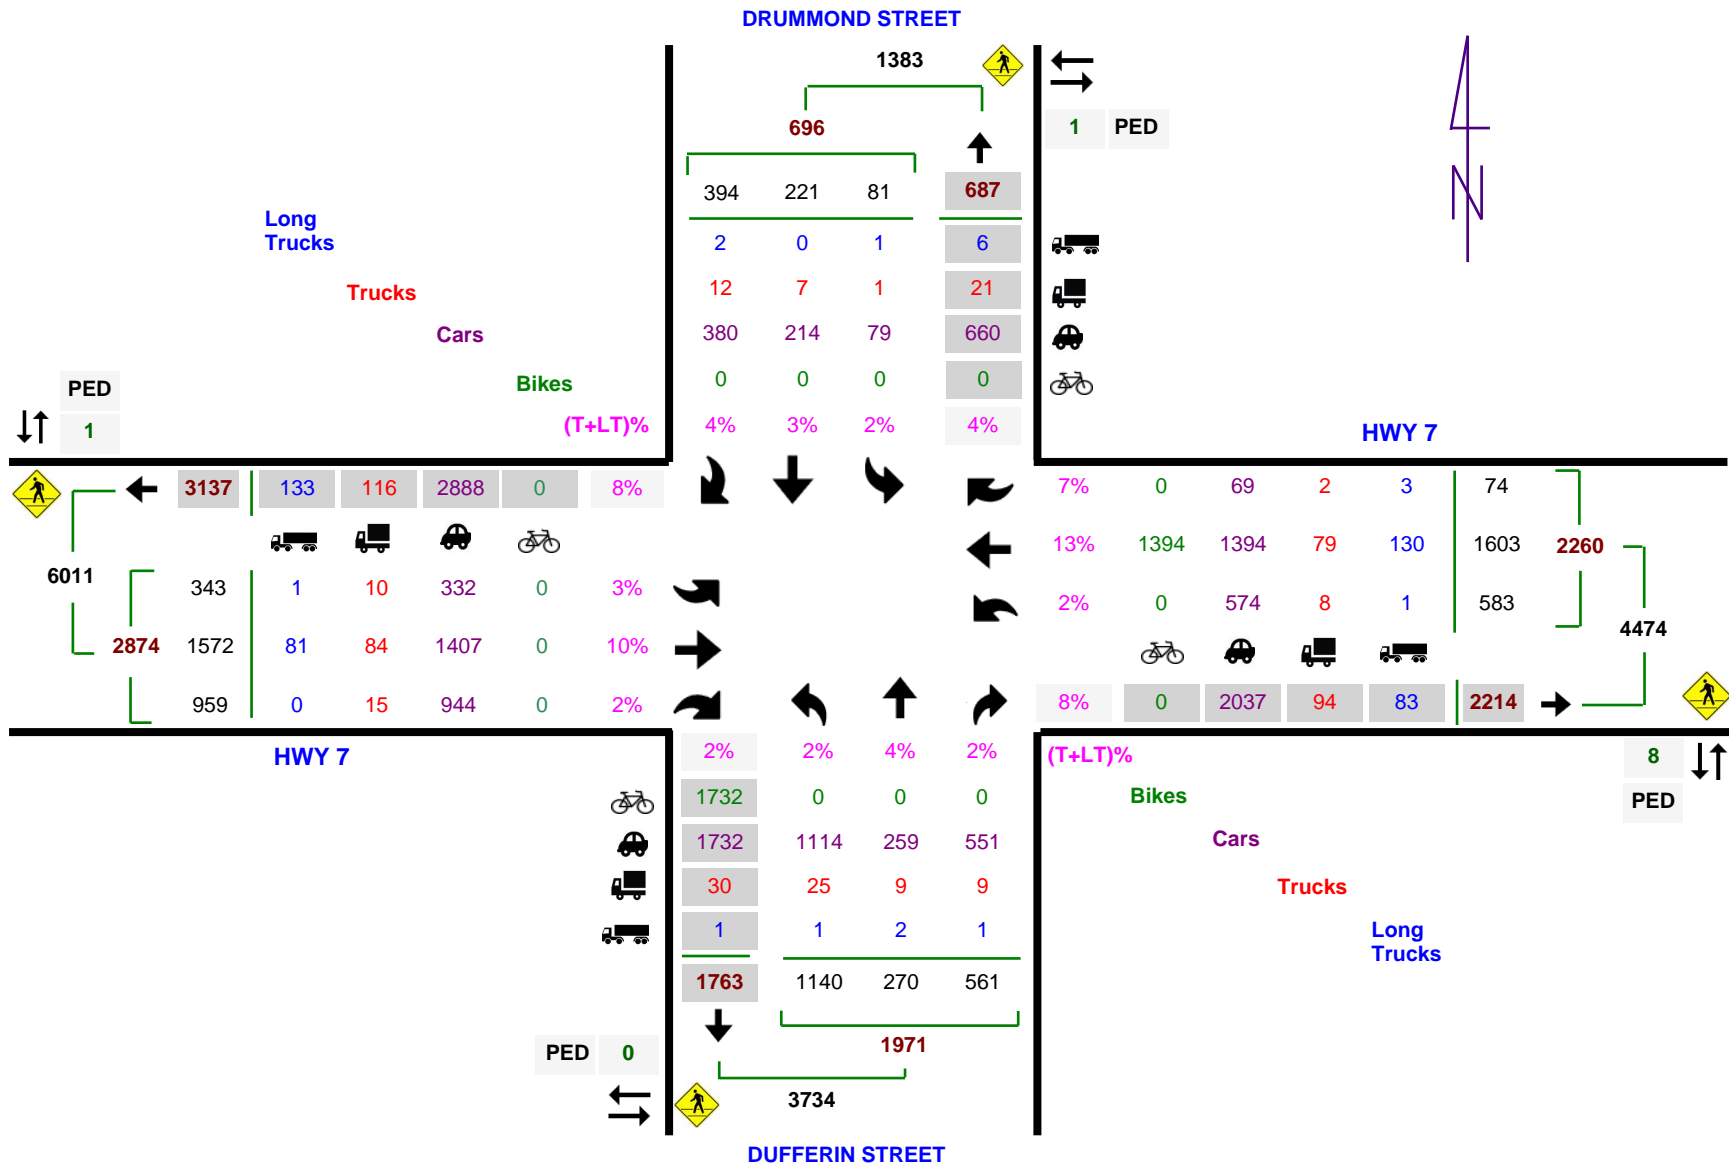 DRUMMOND STREET
1383
696
1 PED
394 221 81 687
Long
Trucks
2 0 1 6
Trucks
12 7 1 21
Cars
380 214 79 660
Bikes
0 0 0 0
PED
1
(T+LT)% 4% 3% 2% 4%
HWY 7
3137 133 116 2888 0 8%
7% 0 69 2 3 74
13% 1394 1394 79 130 1603 2260
6011
343 1 10 332 0 3%
2% 0 574 8 1 583
4474
2874 1572 81 84 1407 0 10%
959 0 15 944 0 2%
8% 0 2037 94 83 2214
HWY 7
2% 2% 4% 2%
(T+LT)%
8
PED
1732 0 0 0
Bikes
1732 1114 259 551
Cars
30 25 9 9
Trucks
1 1 2 1
Long
Trucks
1763 1140 270 561
1971
PED 0
3734
DUFFERIN STREET
N